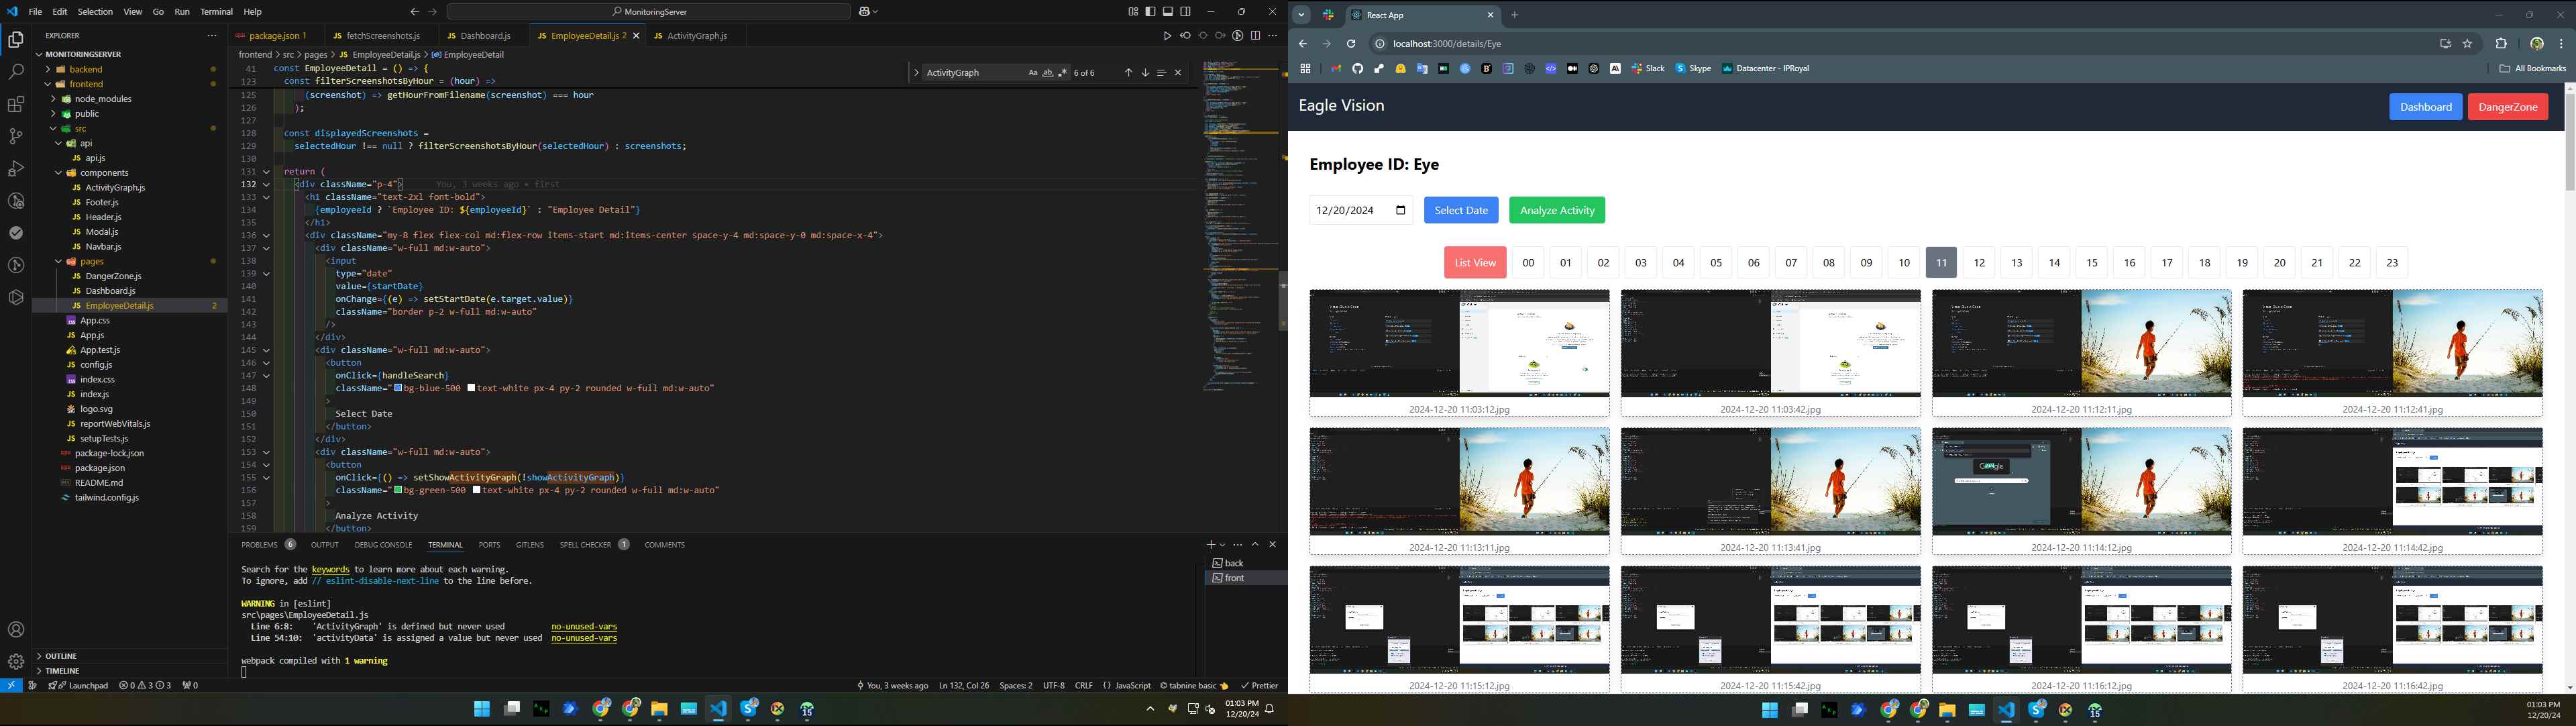 File Edit Selection View Go Run Terminal Help
MonitoringServer
EXPLORER
MONITORINGSERVER
backend
frontend
node_modules
public
src
api
api.js
components
ActivityGraph.js
Footer.js
Header.js
Modal.js
Navbar.js
pages
DangerZone.js
Dashboard.js
EmployeeDetail.js 2
App.css
App.js
App.test.js
config.js
index.css
index.js
logo.svg
reportWebVitals.js
setupTests.js
package-lock.json
package.json
README.md
tailwind.config.js
OUTLINE
TIMELINE
package.json 1 fetchScreenshots.js Dashboard.js EmployeeDetail.js 2 ActivityGraph.js
frontend > src > pages > EmployeeDetail.js > EmployeeDetail
ActivityGraph 6 of 6
41 const EmployeeDetail = () => {
123 const filterScreenshotsByHour = (hour) =>
125 (screenshot) => getHourFromFilename(screenshot) === hour
126 );
127
128 const displayedScreenshots =
129 selectedHour !== null ? filterScreenshotsByHour(selectedHour) : screenshots;
130
131 return (
132 <div className="p-4"> You, 3 weeks ago • first
133 <h1 className="text-2xl font-bold">
134 {employeeId ? `Employee ID: ${employeeId}` : "Employee Detail"}
135 </h1>
136 <div className="my-8 flex flex-col md:flex-row items-start md:items-center space-y-4 md:space-y-0 md:space-x-4">
137 <div className="w-full md:w-auto">
138 <input
139 type="date"
140 value={startDate}
141 onChange={(e) => setStartDate(e.target.value)}
142 className="border p-2 w-full md:w-auto"
143 />
144 </div>
145 <div className="w-full md:w-auto">
146 <button
147 onClick={handleSearch}
148 className="bg-blue-500 text-white px-4 py-2 rounded w-full md:w-auto"
149 >
150 Select Date
151 </button>
152 </div>
153 <div className="w-full md:w-auto">
154 <button
155 onClick={() => setShowActivityGraph(!showActivityGraph)}
156 className="bg-green-500 text-white px-4 py-2 rounded w-full md:w-auto"
157 >
158 Analyze Activity
159 </button>
PROBLEMS 6 OUTPUT DEBUG CONSOLE TERMINAL PORTS GITLENS SPELL CHECKER 1 COMMENTS
back
front
Search for the keywords to learn more about each warning.
To ignore, add // eslint-disable-next-line to the line before.
WARNING in [eslint]
src\pages\EmployeeDetail.js
Line 6:8: 'ActivityGraph' is defined but never used no-unused-vars
Line 54:10: 'activityData' is assigned a value but never used no-unused-vars
webpack compiled with 1 warning
Launchpad 0 3 3 0 You, 3 weeks ago Ln 132, Col 26 Spaces: 2 UTF-8 CRLF {} JavaScript tabnine basic Prettier
01:03 PM
12/20/24
React App
localhost:3000/details/Eye
Slack Skype Datacenter - IPRoyal All Bookmarks
Eagle Vision Dashboard DangerZone
Employee ID: Eye
12/20/2024 Select Date Analyze Activity
List View 00 01 02 03 04 05 06 07 08 09 10 11 12 13 14 15 16 17 18 19 20 21 22 23
2024-12-20 11:03:12.jpg 2024-12-20 11:03:42.jpg 2024-12-20 11:12:11.jpg 2024-12-20 11:12:41.jpg
Google
2024-12-20 11:13:11.jpg 2024-12-20 11:13:41.jpg 2024-12-20 11:14:12.jpg 2024-12-20 11:14:42.jpg
2024-12-20 11:15:12.jpg 2024-12-20 11:15:42.jpg 2024-12-20 11:16:12.jpg 2024-12-20 11:16:42.jpg
01:03 PM
12/20/24